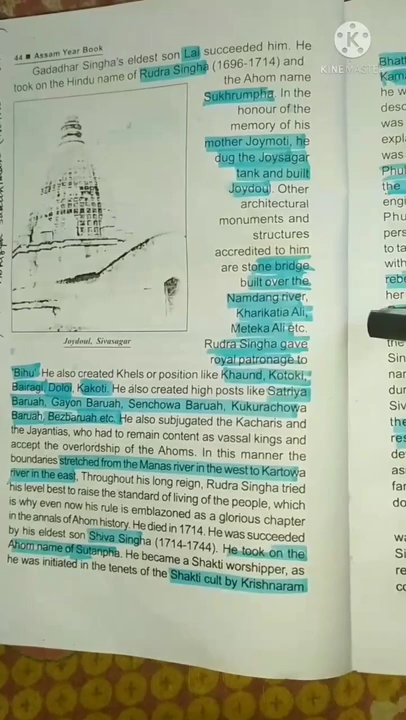 44 ■ Assam Year Book
Gadadhar Singha's eldest son Lai succeeded him. He
took on the Hindu name of Rudra Singha (1696-1714) and
the Ahom name
Sukhrumpha. In the
honour of the
memory of his
mother Joymoti, he
dug the Joysagar
tank and built
Joydoul. Other
architectural
monuments and
structures
accredited to him
are stone bridge
built over the
Namdang river,
Kharikatia Ali,
Meteka Ali etc.
Rudra Singha gave
royal patronage to
Joydoul, Sivasagar
'Bihu'. He also created Khels or position like Khaund, Kotoki,
Bairagi, Doloi, Kakoti. He also created high posts like Satriya
Baruah, Gayon Baruah, Senchowa Baruah, Kukurachowa
Baruah, Bezbaruah etc. He also subjugated the Kacharis and
the Jayantias, who had to remain content as vassal kings and
accept the overlordship of the Ahoms. In this manner the
boundaries stretched from the Manas river in the west to Kartowa
river in the east, Throughout his long reign, Rudra Singha tried
his level best to raise the standard of living of the people, which
is why even now his rule is emblazoned as a glorious chapter
in the annals of Ahom history. He died in 1714. He was succeeded
by his eldest son Shiva Singha (1714-1744). He took on the
Ahom name of Sutanpha. He became a Shakti worshipper, as
he was initiated in the tenets of the Shakti cult by Krishnaram
KINEMASTER